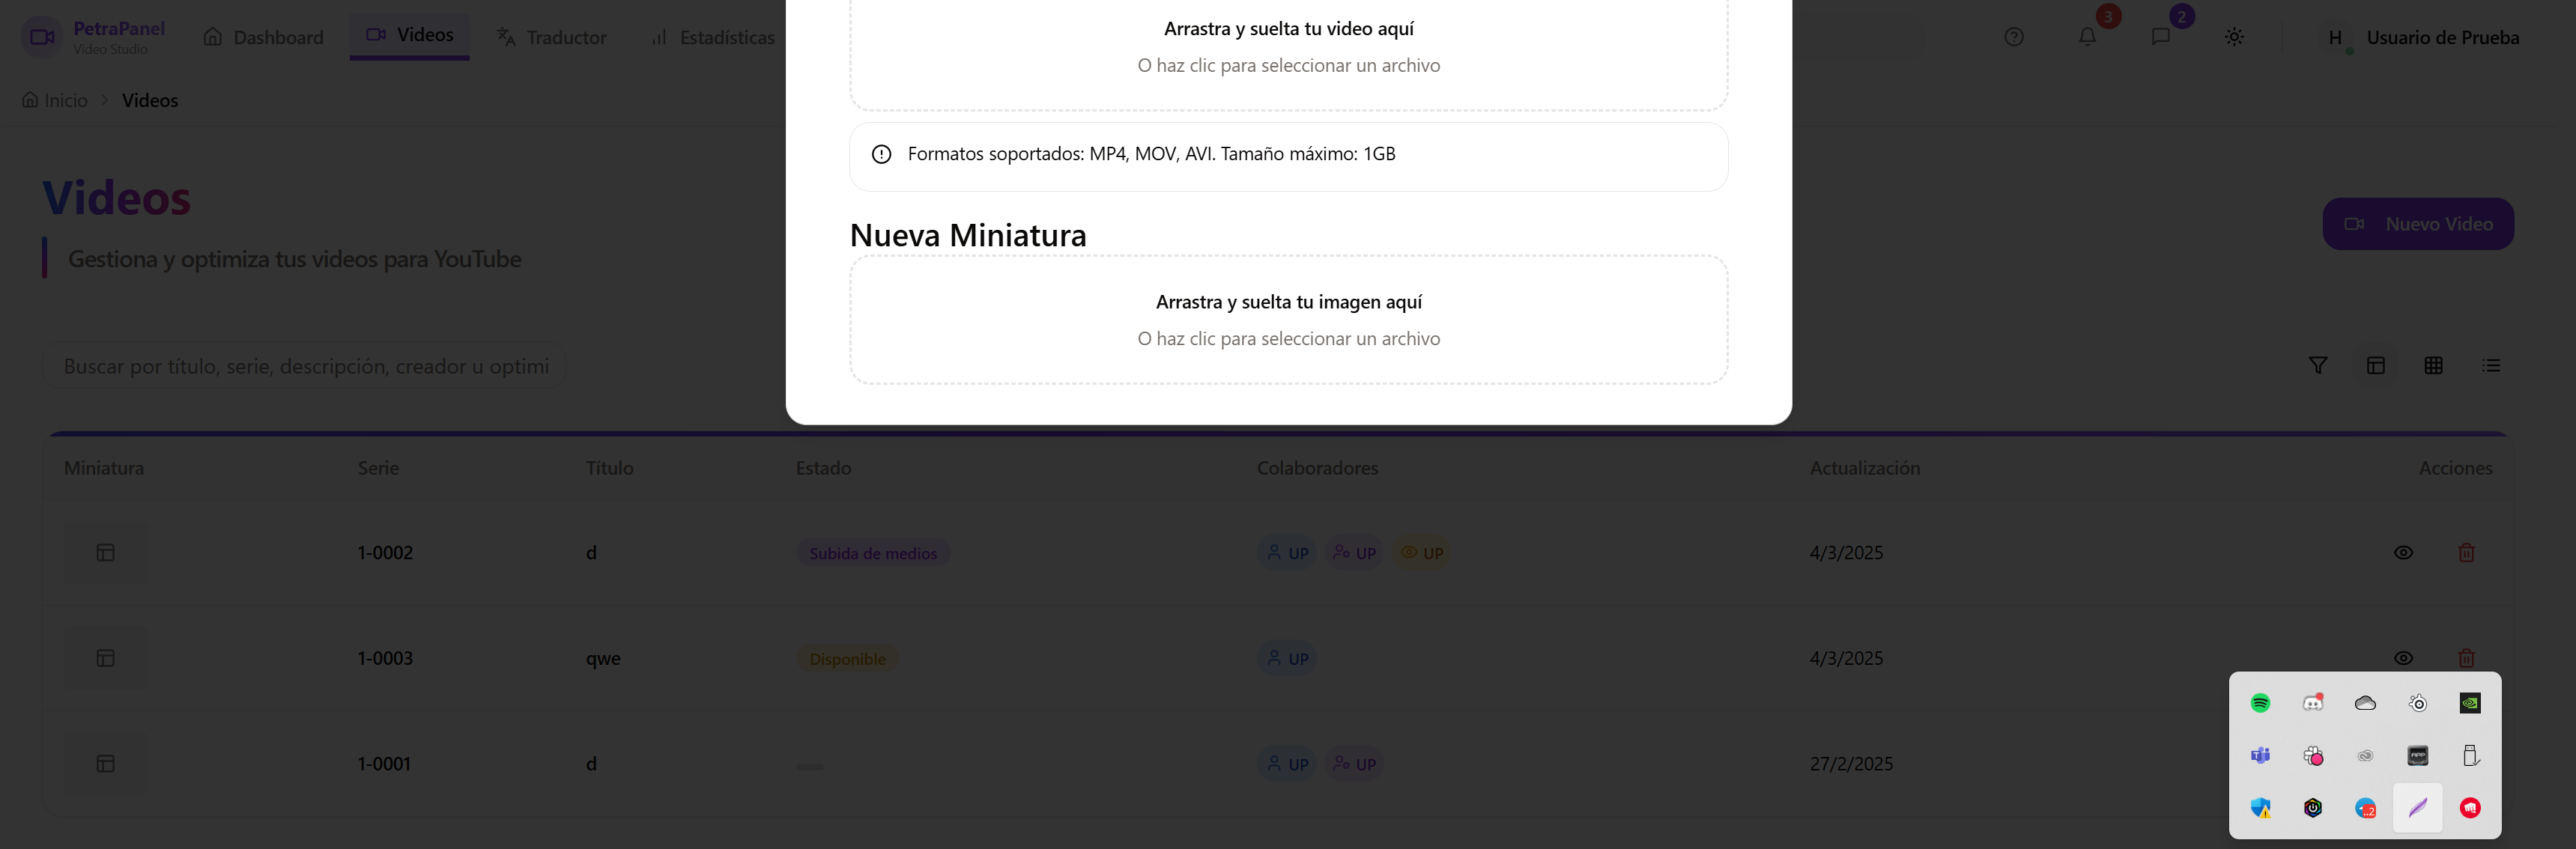 PetraPanel
Video Studio
Dashboard
Videos
Traductor
Estadísticas
3
2
H
Usuario de Prueba
Inicio > Videos
Arrastra y suelta tu video aquí
O haz clic para seleccionar un archivo
Formatos soportados: MP4, MOV, AVI. Tamaño máximo: 1GB
Nueva Miniatura
Arrastra y suelta tu imagen aquí
O haz clic para seleccionar un archivo
Videos
Gestiona y optimiza tus videos para YouTube
Nuevo Video
Buscar por título, serie, descripción, creador u optimi
Miniatura Serie Título Estado Colaboradores Actualización Acciones
1-0002 d Subida de medios UP UP UP 4/3/2025
1-0003 qwe Disponible UP 4/3/2025
1-0001 d UP UP 27/2/2025